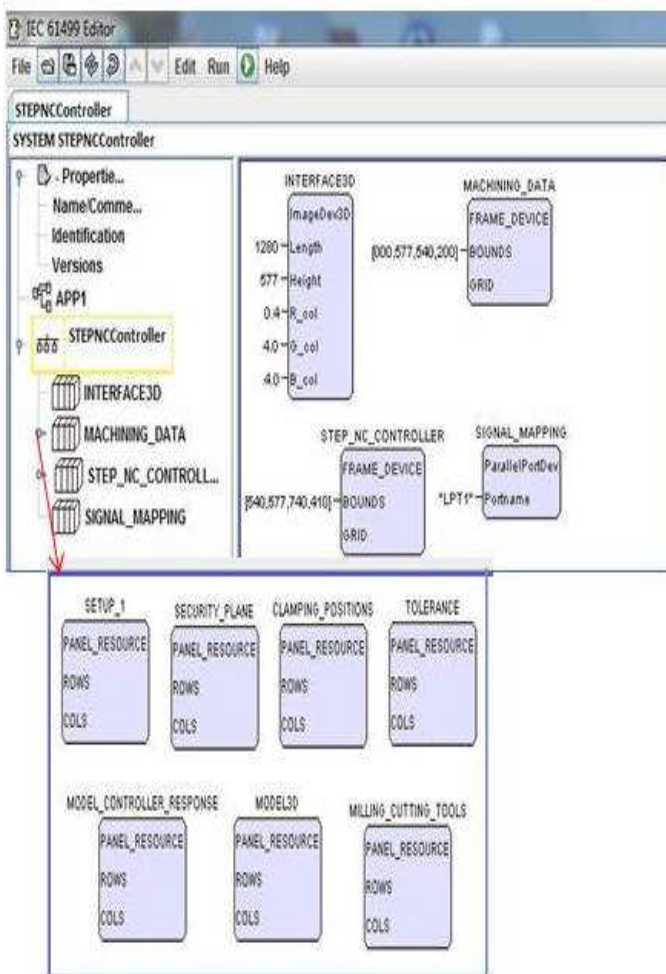 IEC 61499 Editor
File Edit Run Help
STEPNCController
SYSTEM STEPNCController
- Propertie...
Name/Comme...
Identification
Versions
APP1
STEPNCController
INTERFACE3D
MACHINING_DATA
STEP_NC_CONTROLL...
SIGNAL_MAPPING
INTERFACE3D
ImageDev3D
1280 Length
577 Height
0.4 R_col
4.0 G_col
4.0 B_col
MACHINING_DATA
FRAME_DEVICE
[000,577,540,200] BOUNDS
GRID
STEP_NC_CONTROLLER
FRAME_DEVICE
[540,577,740,410] BOUNDS
GRID
SIGNAL_MAPPING
ParallelPortDev
"LPT1" Portname
SETUP_1
PANEL_RESOURCE
ROWS
COLS
SECURITY_PLANE
PANEL_RESOURCE
ROWS
COLS
CLAMPING_POSITIONS
PANEL_RESOURCE
ROWS
COLS
TOLERANCE
PANEL_RESOURCE
ROWS
COLS
MODEL_CONTROLLER_RESPONSE
PANEL_RESOURCE
ROWS
COLS
MODEL3D
PANEL_RESOURCE
ROWS
COLS
MILLING_CUTTING_TOOLS
PANEL_RESOURCE
ROWS
COLS